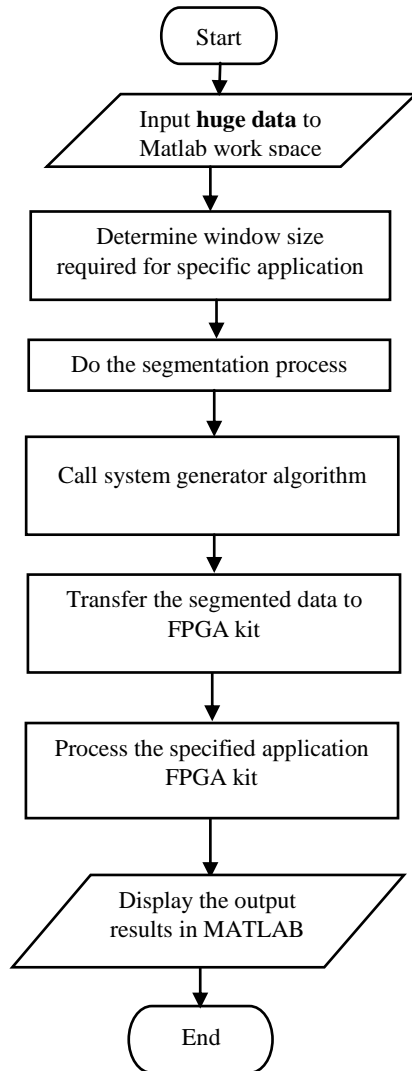 Start
Input huge data to
Matlab work space
Determine window size
required for specific application
Do the segmentation process
Call system generator algorithm
Transfer the segmented data to
FPGA kit
Process the specified application
FPGA kit
Display the output
results in MATLAB
End